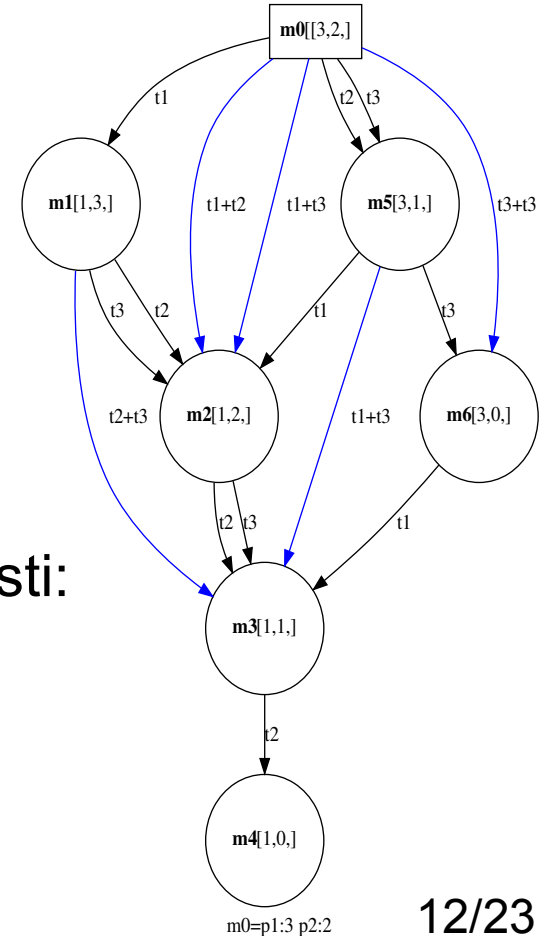 m0[[3,2,]
t1
t2
t3
m1[1,3,]
t1+t2
t1+t3
m5[3,1,]
t3+t3
t3
t2
t1
t3
t2+t3
m2[1,2,]
t1+t3
m6[3,0,]
t2
t3
t1
sti:
m3[1,1,]
t2
m4[1,0,]
m0=p1:3 p2:2
12/23